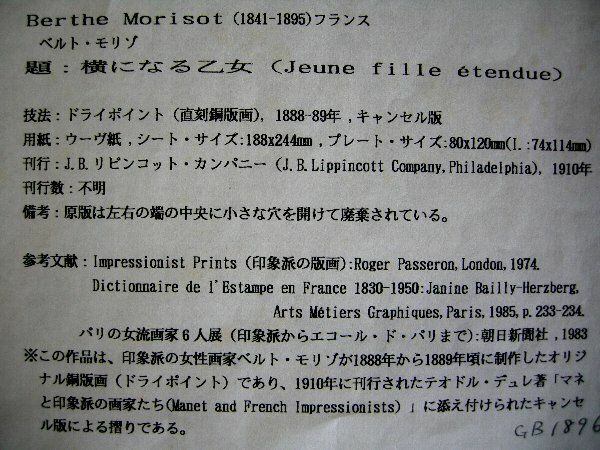 Berthe Morisot (1841-1895)フランス
ベルト・モリゾ
題:横になる乙女 (Jeune fille étendue)
技法:ドライポイント (直刻銅版画), 1888-89年,キャンセル版
用紙:ウーヴ紙,シート・サイズ:188x244mm,プレート・サイズ:80x120mm(I.:74x114mm)
刊行:J.B.リピンコット・カンパニー (J.B.Lippincott Company,Philadelphia), 1910年
刊行数:不明
備考:原版は左右の端の中央に小さな穴を開けて廃棄されている。
参考文献:Impressionist Prints (印象派の版画):Roger Passeron,London,1974.
Dictionnaire de l'Estampe en France 1830-1950:Janine Bailly-Herzberg,
Arts Métiers Graphiques,Paris,1985,p.233-234.
パリの女流画家6人展 (印象派からエコール・ド・パリまで):朝日新聞社,1983
※この作品は、印象派の女性画家ベルト・モリゾが1888年から1889年頃に制作したオリジ
ナル銅版画 (ドライポイント) であり、1910年に刊行されたテオドル・デュレ著「マネ
と印象派の画家たち(Manet and French Impressionists) 」に添え付けられたキャンセ
ル版による摺りである。
GB1896